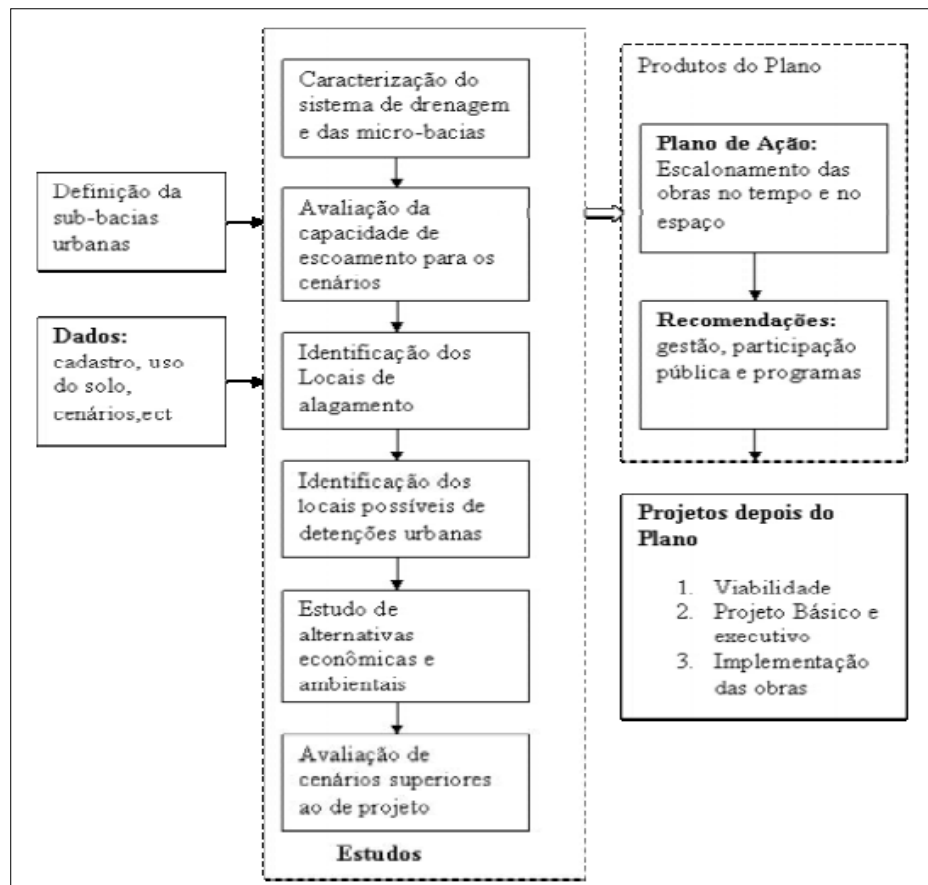 Definição da
sub-bacias
urbanas
Dados:
cadastro, uso
do solo,
cenários,ect
Caracterização do
sistema de drenagem
e das micro-bacias
Avaliação da
capacidade de
escoamento para os
cenários
Identificação dos
Locais de
alagamento
Identificação dos
locais possíveis de
detenções urbanas
Estudo de
alternativas
econômicas e
ambientais
Avaliação de
cenários superiores
ao de projeto
Estudos
Produtos do Plano
Plano de Ação:
Escalonamento das
obras no tempo e no
espaço
Recomendações:
gestão, participação
pública e programas
Projetos depois do
Plano
1. Viabilidade
2. Projeto Básico e
executivo
3. Implementação
das obras